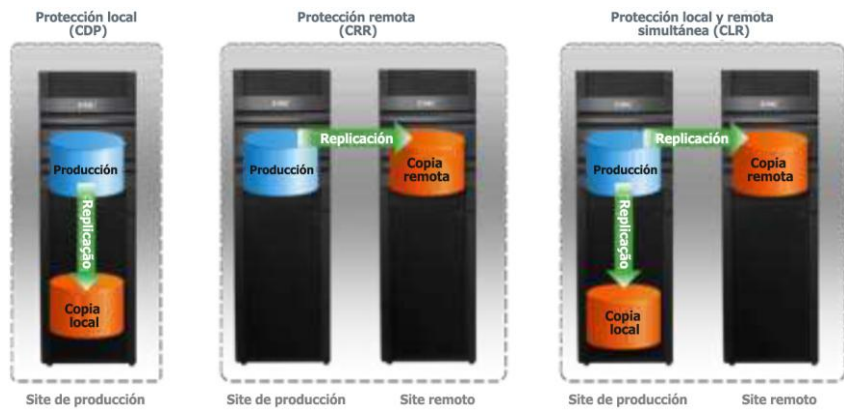 Protección local
(CDP)
Producción
Replicação
Copia
local
Site de producción
Protección remota
(CRR)
Producción
Replicación
Copia
remota
Site de producción
Site remoto
Protección local y remota
simultánea (CLR)
Producción
Replicación
Copia
remota
Replicação
Copia
local
Site de producción
Site remoto